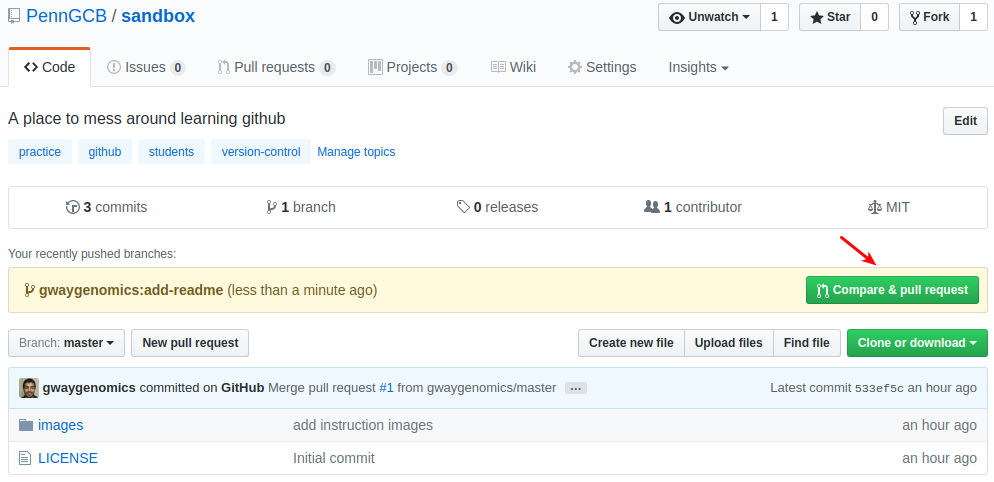 PennGCB / sandbox
Unwatch 1 Star 0 Fork 1
Code Issues 0 Pull requests 0 Projects 0 Wiki Settings Insights
A place to mess around learning github
Edit
practice github students version-control Manage topics
3 commits 1 branch 0 releases 1 contributor MIT
Your recently pushed branches:
gwaygenomics:add-readme (less than a minute ago) Compare & pull request
Branch: master New pull request Create new file Upload files Find file Clone or download
gwaygenomics committed on GitHub Merge pull request #1 from gwaygenomics/master ... Latest commit 533ef5c an hour ago
images add instruction images an hour ago
LICENSE Initial commit an hour ago